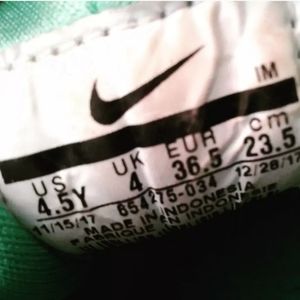 IM
US UK EUR cm
4.5Y 4 36.5 23.5
11/15/17 654275-034 12/28/17
MADE IN INDONESIA
FABRIQUE EN INDONESIE